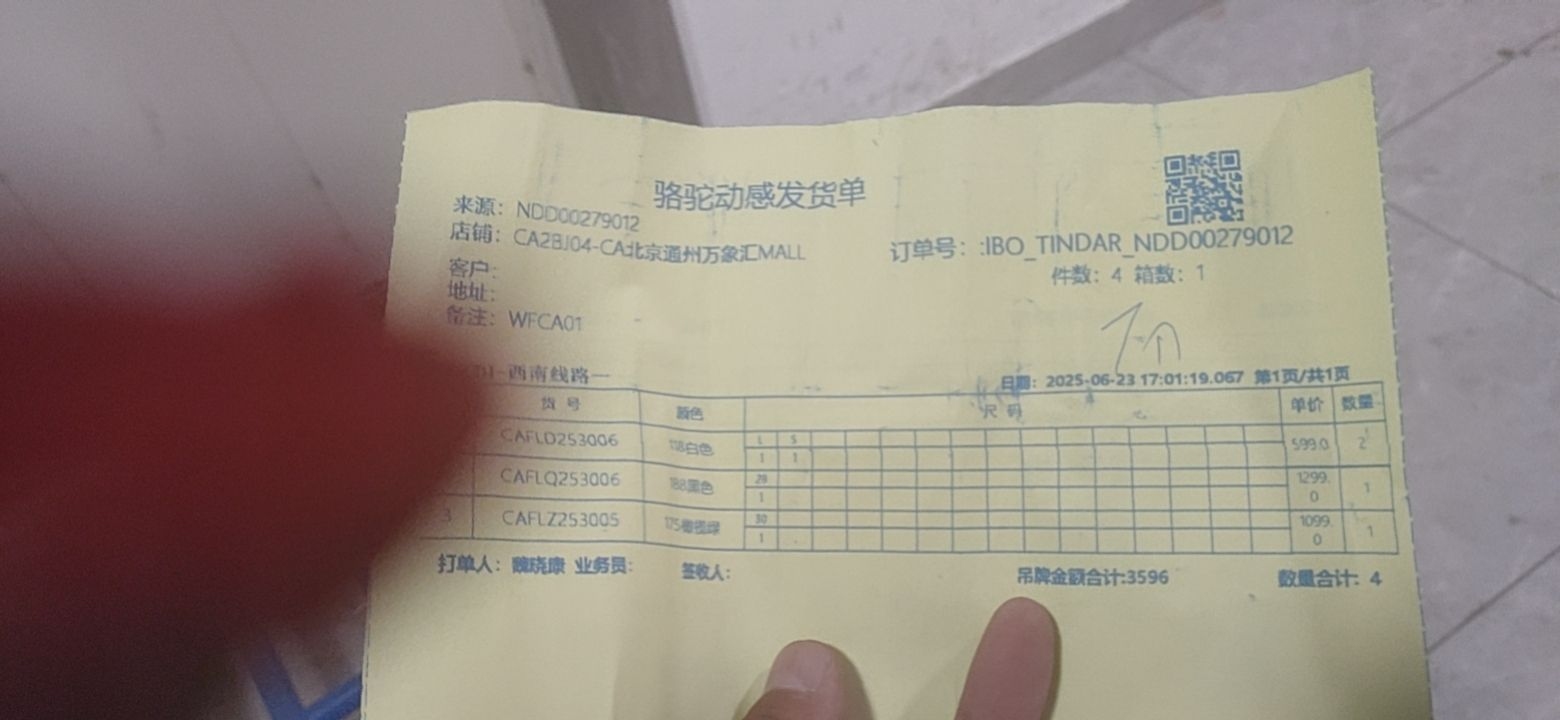 骆驼动感发货单
来源：NDD00279012
店铺：CA2BJ04-CA北京通州万象汇MALL
订单号：:IBO_TINDAR_NDD00279012
件数：4 箱数：1
客户：
地址：
备注：WFCA01
-西南线路一
日期：2025-06-23 17:01:19.067 第1页/共1页
货号 颜色 尺码 单价 数量
CAFLD253006 118白色 L S 599.0 2
1 1
CAFLQ253006 188黑色 28 1299.0 1
1
3 CAFLZ253005 175橄榄绿 30 1099.0 1
1
打单人：魏晓康 业务员： 签收人： 吊牌金额合计:3596 数量合计：4